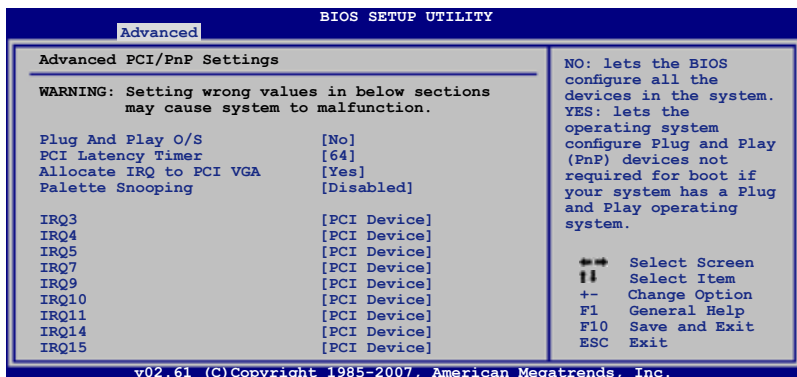 BIOS SETUP UTILITY
Advanced
Advanced PCI/PnP Settings
WARNING: Setting wrong values in below sections
may cause system to malfunction.
Plug And Play O/S [No]
PCI Latency Timer [64]
Allocate IRQ to PCI VGA [Yes]
Palette Snooping [Disabled]
IRQ3 [PCI Device]
IRQ4 [PCI Device]
IRQ5 [PCI Device]
IRQ7 [PCI Device]
IRQ9 [PCI Device]
IRQ10 [PCI Device]
IRQ11 [PCI Device]
IRQ14 [PCI Device]
IRQ15 [PCI Device]
NO: lets the BIOS
configure all the
devices in the system.
YES: lets the
operating system
configure Plug and Play
(PnP) devices not
required for boot if
your system has a Plug
and Play operating
system.
←→ Select Screen
↑↓ Select Item
+- Change Option
F1 General Help
F10 Save and Exit
ESC Exit
v02.61 (C)Copyright 1985-2007, American Megatrends, Inc.